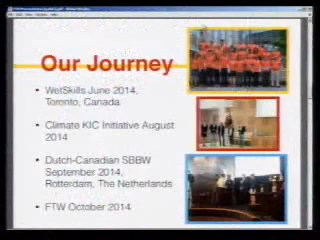 Our Journey
• WetSkills June 2014,
Toronto, Canada
• Climate KIC Initiative August
2014
• Dutch-Canadian SBBW
September 2014,
Rotterdam, The Netherlands
• FTW October 2014